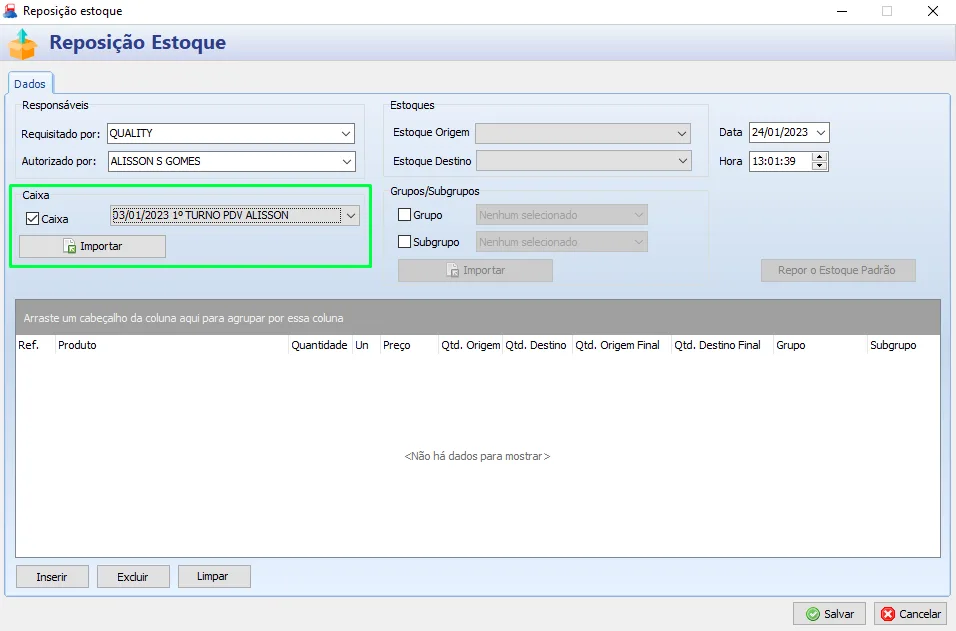 Reposição estoque
Reposição Estoque
Dados
Responsáveis
Requisitado por: QUALITY
Autorizado por: ALISSON S GOMES
Estoques
Estoque Origem
Estoque Destino
Data 24/01/2023
Hora 13:01:39
Caixa
Caixa 03/01/2023 1º TURNO PDV ALISSON
Importar
Grupos/Subgrupos
Grupo Nenhum selecionado
Subgrupo Nenhum selecionado
Importar
Repor o Estoque Padrão
Arraste um cabeçalho da coluna aqui para agrupar por essa coluna
Ref. Produto Quantidade Un Preço Qtd. Origem Qtd. Destino Qtd. Origem Final Qtd. Destino Final Grupo Subgrupo
<Não há dados para mostrar>
Inserir Excluir Limpar
Salvar Cancelar